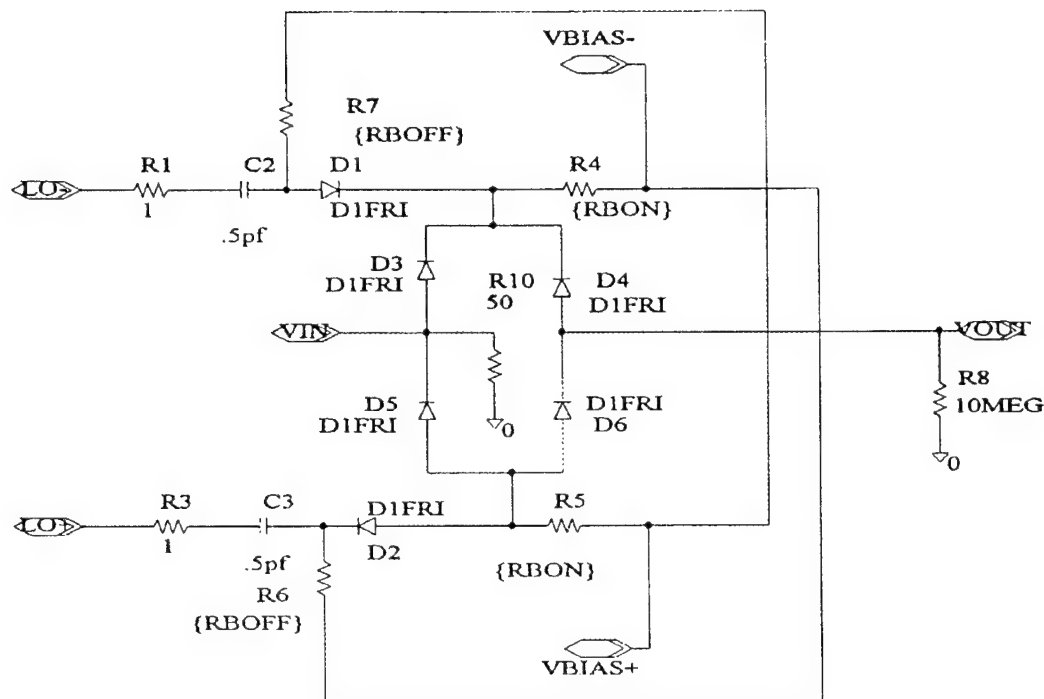 VBIAS-
R7
{RBOFF}
R1
C2
D1
R4
LO-
1
.5pf
D1FRI
{RBON}
D3
D1FRI
R10
50
D4
D1FRI
VIN
VOUT
D5
D1FRI
D1FRI
D6
0
R8
10MEG
0
R3
C3
D1FRI
R5
LO+
1
.5pf
D2
{RBON}
R6
{RBOFF}
VBIAS+